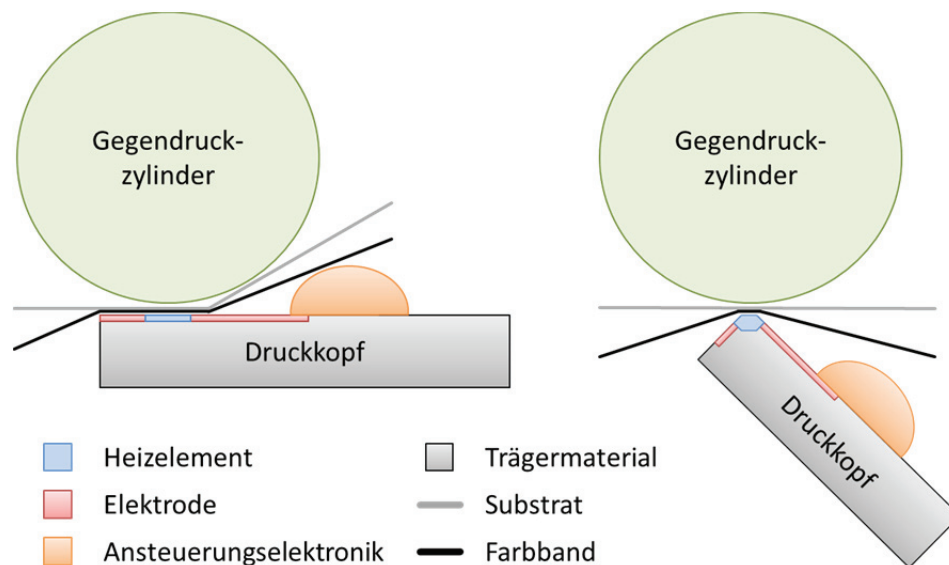 Gegendruck-
zylinder
Gegendruck-
zylinder
Druckkopf
Druckkopf
Heizelement
Trägermaterial
Elektrode
Substrat
Ansteuerungselektronik
Farbband